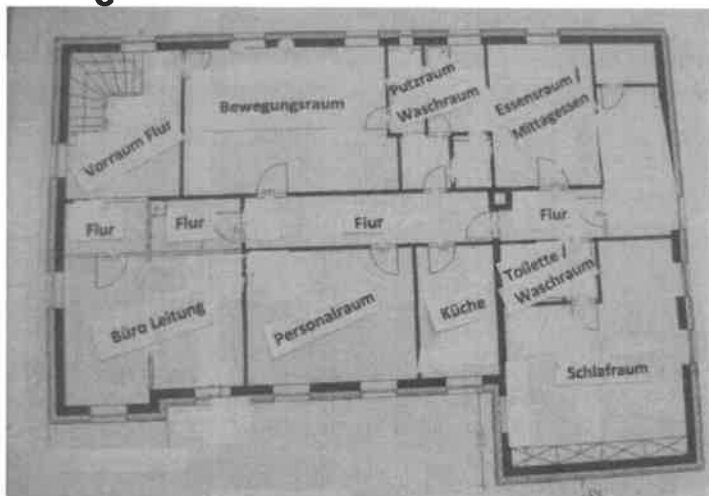 Vorraum Flur
Bewegungsraum
Putzraum
Waschraum
Essensraum /
Mittagessen
Flur
Flur
Flur
Flur
Büro Leitung
Personalraum
Küche
Toilette /
Waschraum
Schlafraum